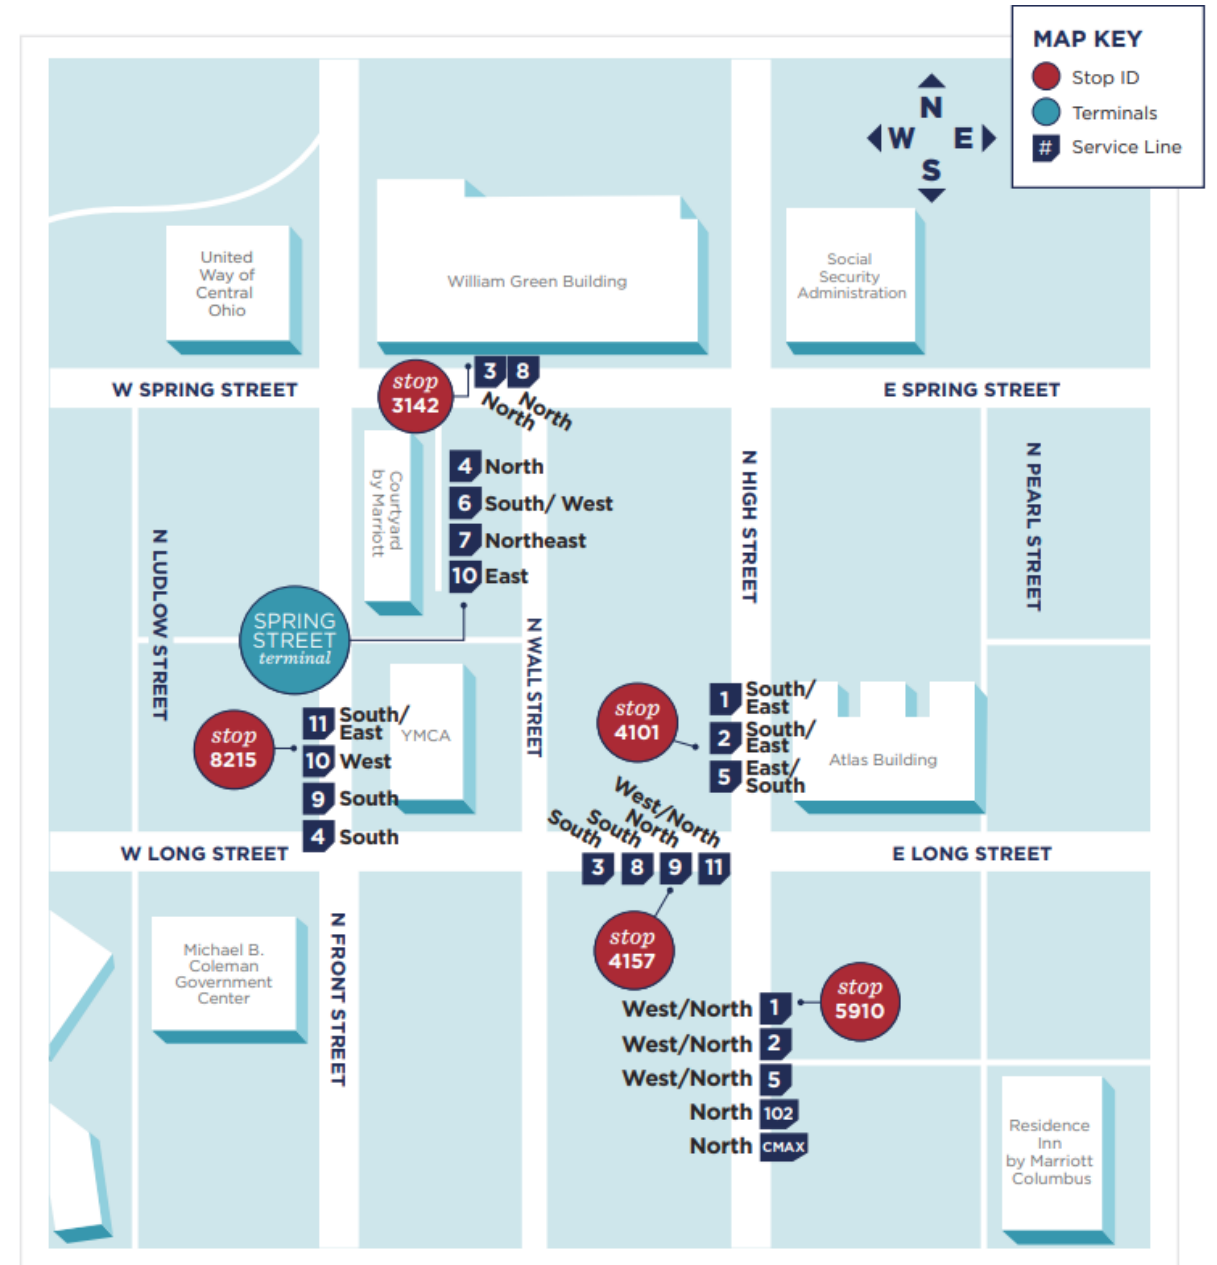 MAP KEY
Stop ID
Terminals
# Service Line
N
W E
S
United
Way of
Central
Ohio
William Green Building
Social
Security
Administration
W SPRING STREET
E SPRING STREET
stop
3142
3 8
North North
Courtyard
by Marriott
4 North
6 South/ West
7 Northeast
10 East
N HIGH STREET
N PEARL STREET
N LUDLOW STREET
SPRING
STREET
terminal
N WALL STREET
stop
8215
11 South/
East
10 West
9 South
4 South
YMCA
stop
4101
1 South/
East
2 South/
East
5 East/
South
Atlas Building
South South North West/North
3 8 9 11
W LONG STREET
E LONG STREET
stop
4157
Michael B.
Coleman
Government
Center
N FRONT STREET
stop
5910
West/North 1
West/North 2
West/North 5
North 102
North CMAX
Residence
Inn
by Marriott
Columbus